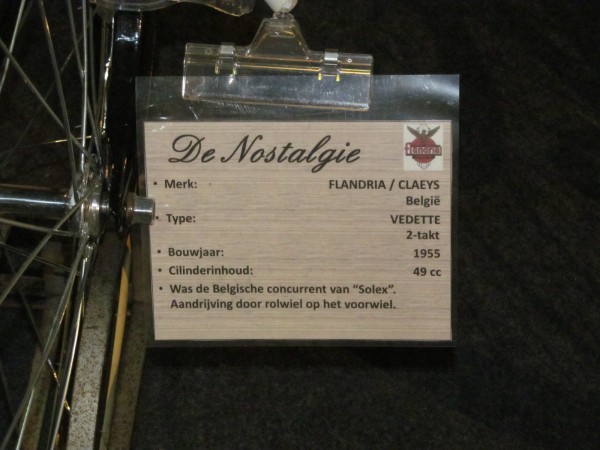 De Nostalgie
flandria
• Merk: FLANDRIA / CLAEYS
België
• Type: VEDETTE
2-takt
• Bouwjaar: 1955
• Cilinderinhoud: 49 cc
• Was de Belgische concurrent van “Solex”.
Aandrijving door rolwiel op het voorwiel.